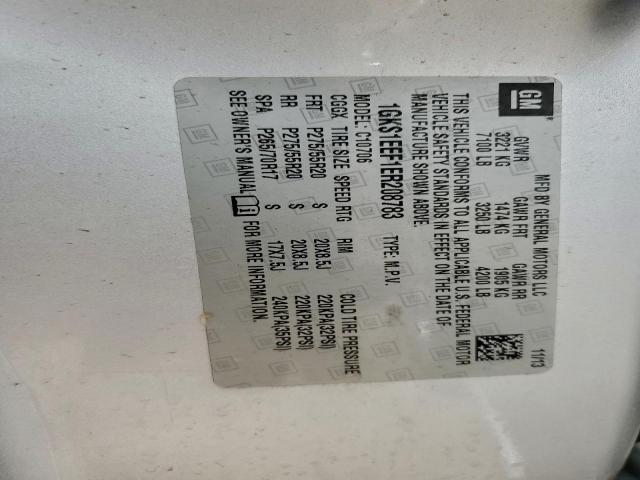 GM
MFD BY GENERAL MOTORS LLC 11/13
GVWR GAWR FRT GAWR RR
3221 KG 1474 KG 1905 KG
7100 LB 3250 LB 4200 LB
THIS VEHICLE CONFORMS TO ALL APPLICABLE U.S. FEDERAL MOTOR
VEHICLE SAFETY STANDARDS IN EFFECT ON THE DATE OF
MANUFACTURE SHOWN ABOVE.
1GKS1EEF1ER208783 TYPE: M.P.V.
MODEL: C10706
CGGX TIRE SIZE SPEED RTG RIM COLD TIRE PRESSURE
FRT P275/55R20 S 20X8.5J 220KPA(32PSI)
RR P275/55R20 S 20X8.5J 220KPA(32PSI)
SPA P265/70R17 S 17X7.5J 240KPA(35PSI)
SEE OWNER'S MANUAL FOR MORE INFORMATION.